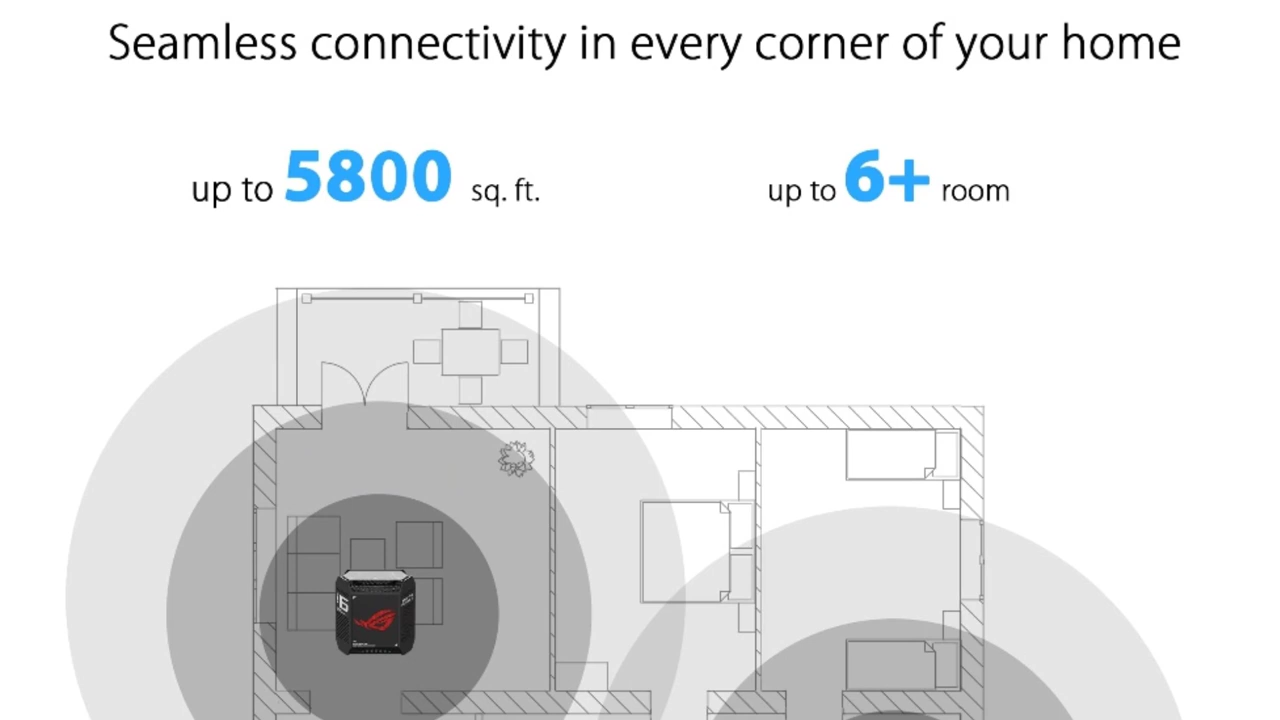 Seamless connectivity in every corner of your home
up to 5800 sq. ft.
up to 6+ room